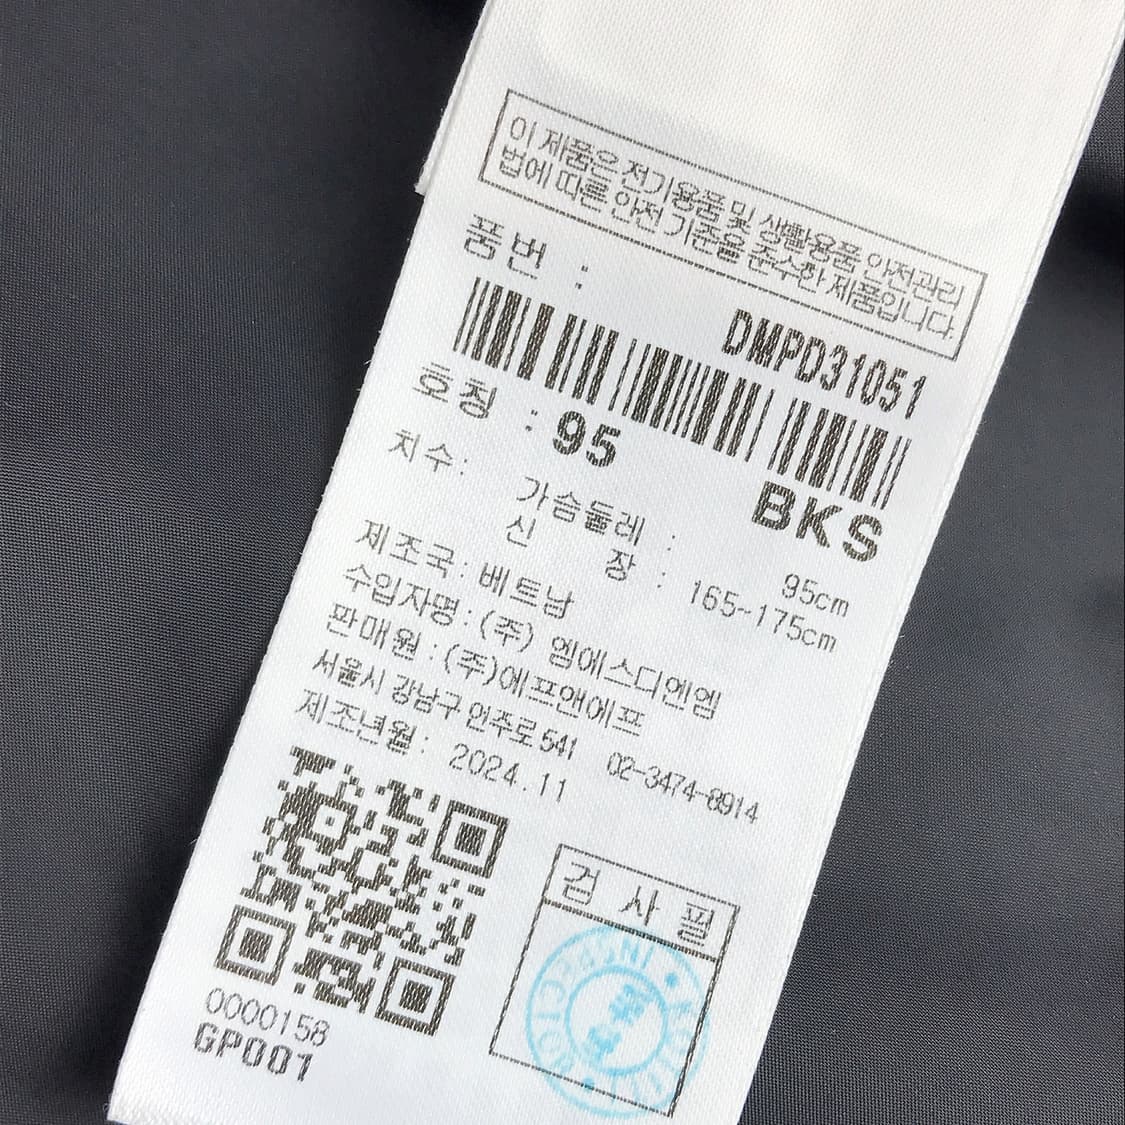 이 제품은 전기용품 및 생활용품 안전관리
법에 따른 안전 기준을 준수한 제품입니다.
품번 :
DMPD31051
호칭 : 95
BKS
치수: 가슴둘레 : 95cm
신 장 : 165~175cm
제조국: 베트남
수입자명: (주) 엠에스디엔엠
판매원 : (주)에프앤에프
서울시 강남구 언주로 541 02-3474-8914
제조년월: 2024.11
검 사 필
INSPECTOR
0000158
GP001